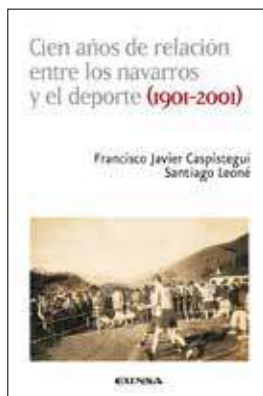 Cien años de relación
entre los navarros
y el deporte (1901-2001)
Francisco Javier Caspistegui
Santiago Leoné
EUNSA